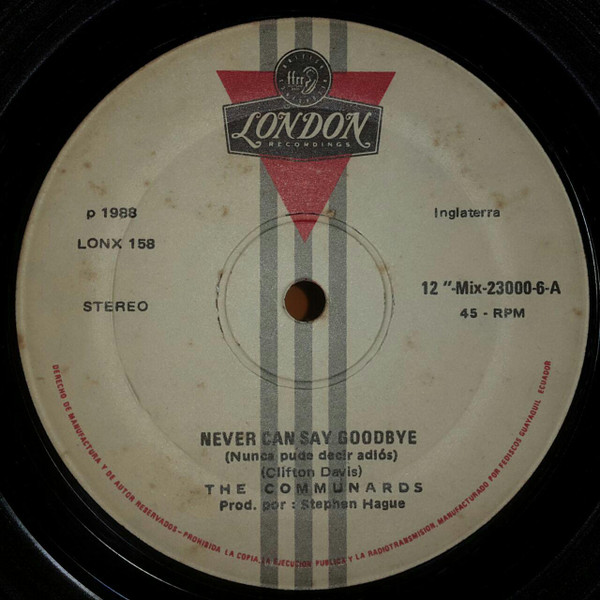 ffrr
LONDON
RECORDINGS
p 1988
LONX 158
STEREO
Inglaterra
12 "-Mix-23000-6-A
45 - RPM
NEVER CAN SAY GOODBYE
(Nunca pude decir adiós)
(Clifton Davis)
THE COMMUNARDS
Prod. por : Stephen Hague
DERECHO DE MANUFACTURA Y DE AUTOR RESERVADOS - PROHIBIDA LA COPIA, LA EJECUCION PUBLICA Y LA RADIOTRANSMISION, MANUFACTURADO POR FEDISCOS GUAYAQUIL ECUADOR